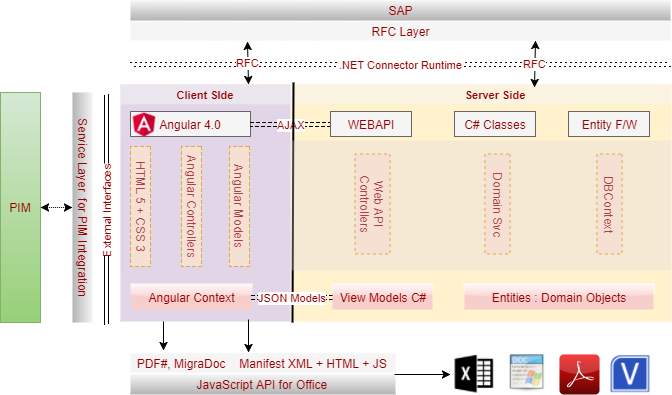 SAP
RFC Layer
RFC
RFC
.NET Connector Runtime
Client SIde
Server Side
Angular 4.0
AJAX
WEBAPI
C# Classes
Entity F/W
PIM
Service Layer for PIM Integration
External Interfaces
HTML 5 + CSS 3
Angular Controllers
Angular Models
Web API Controllers
Domain Svc
DBContext
Angular Context
JSON Models
View Models C#
Entities : Domain Objects
PDF#, MigraDoc
Manifest XML + HTML + JS
JavaScript API for Office
X
DOC
V